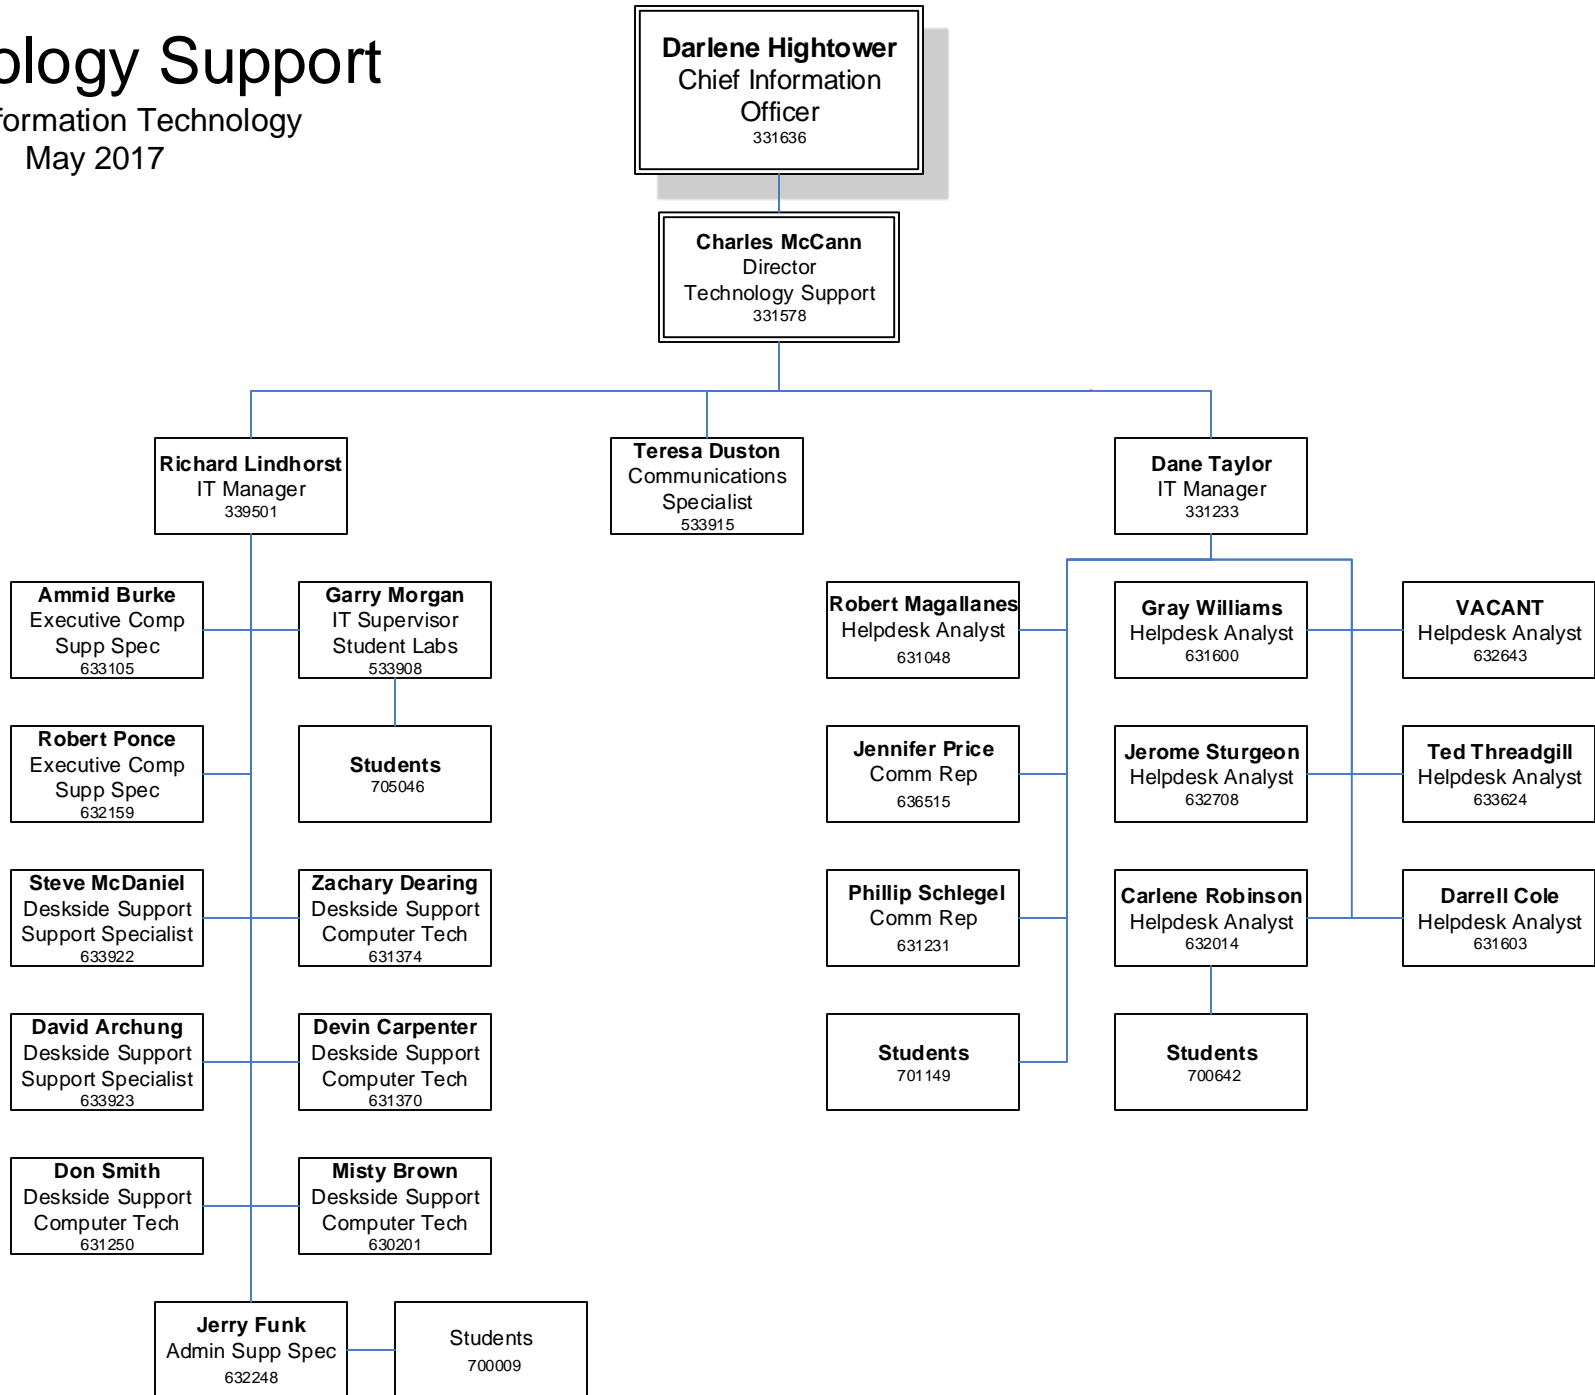 ology Support
formation Technology
May 2017
Darlene Hightower
Chief Information
Officer
331636
Charles McCann
Director
Technology Support
331578
Richard Lindhorst
IT Manager
339501
Teresa Duston
Communications
Specialist
533915
Dane Taylor
IT Manager
331233
Ammid Burke
Executive Comp
Supp Spec
633105
Garry Morgan
IT Supervisor
Student Labs
533908
Robert Magallanes
Helpdesk Analyst
631048
Gray Williams
Helpdesk Analyst
631600
VACANT
Helpdesk Analyst
632643
Robert Ponce
Executive Comp
Supp Spec
632159
Students
705046
Jennifer Price
Comm Rep
636515
Jerome Sturgeon
Helpdesk Analyst
632708
Ted Threadgill
Helpdesk Analyst
633624
Steve McDaniel
Deskside Support
Support Specialist
633922
Zachary Dearing
Deskside Support
Computer Tech
631374
Phillip Schlegel
Comm Rep
631231
Carlene Robinson
Helpdesk Analyst
632014
Darrell Cole
Helpdesk Analyst
631603
David Archung
Deskside Support
Support Specialist
633923
Devin Carpenter
Deskside Support
Computer Tech
631370
Students
701149
Students
700642
Don Smith
Deskside Support
Computer Tech
631250
Misty Brown
Deskside Support
Computer Tech
630201
Jerry Funk
Admin Supp Spec
632248
Students
700009